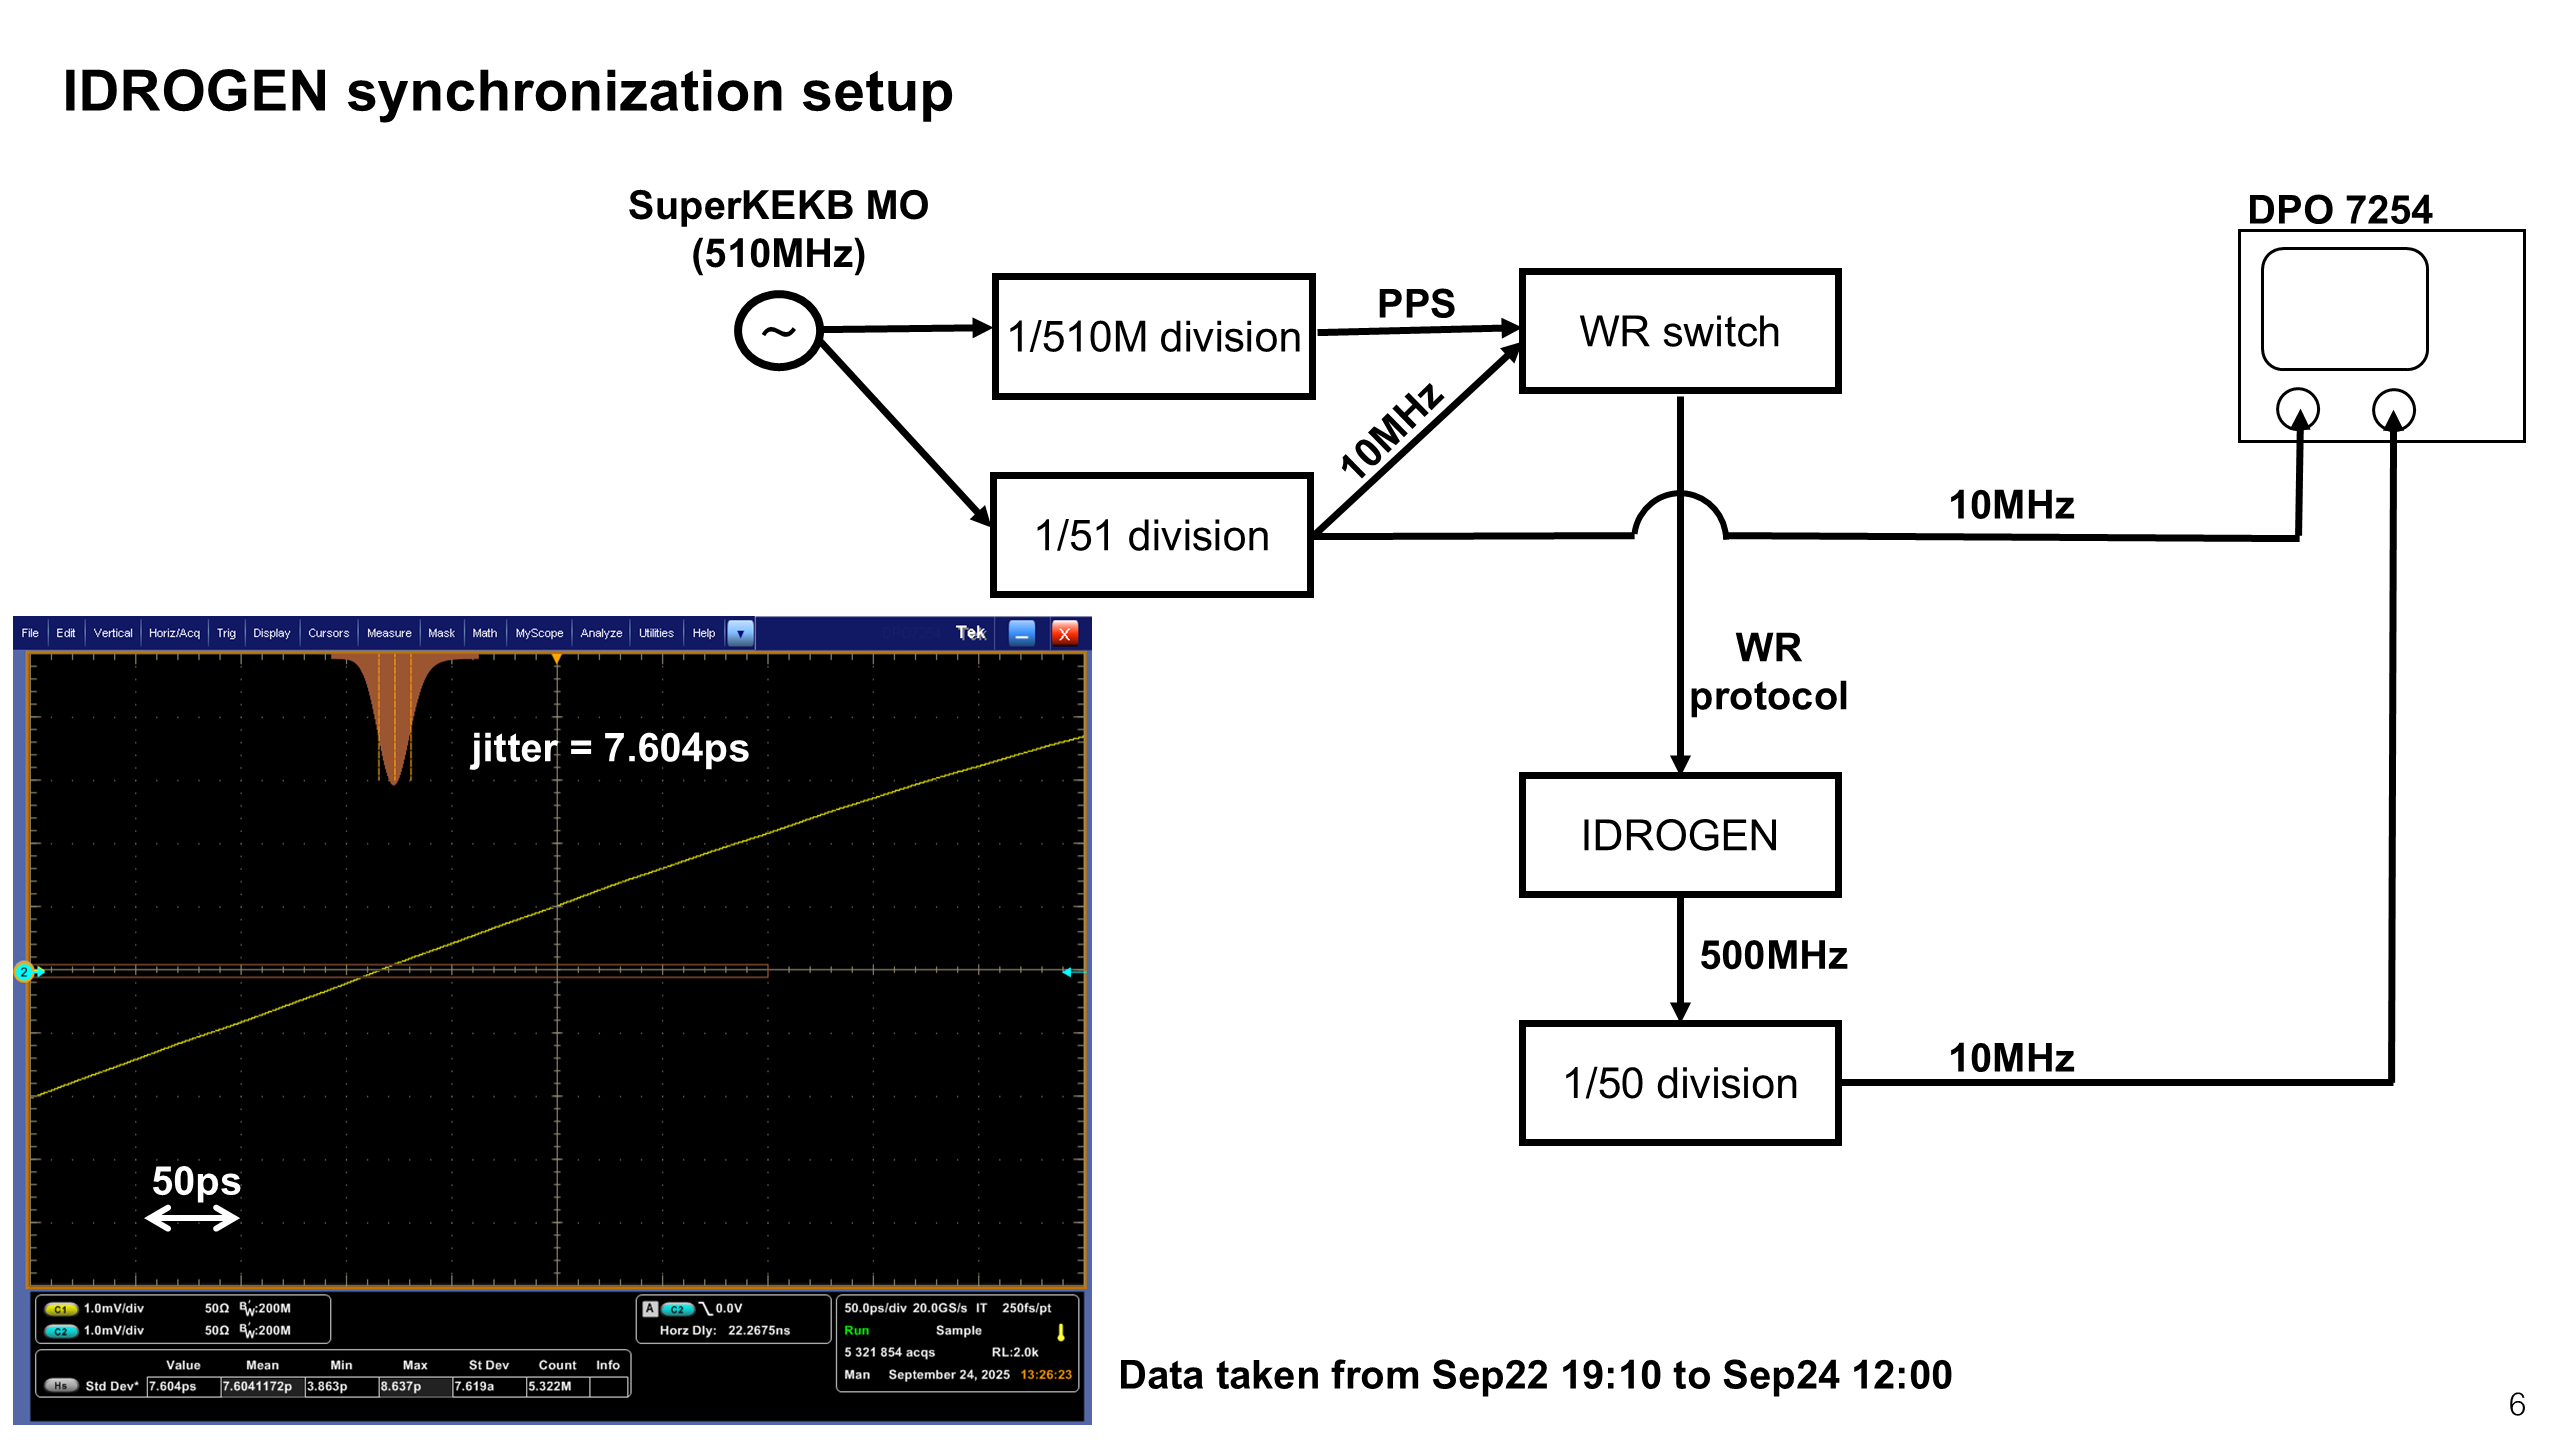 IDROGEN synchronization setup
SuperKEKB MO
(510MHz)
~
1/510M division
PPS
WR switch
DPO 7254
10MHz
1/51 division
10MHz
WR
protocol
IDROGEN
500MHz
1/50 division
10MHz
File Edit Vertical Horiz/Acq Trig Display Cursors Measure Mask Math MyScope Analyze Utilities Help Tek X
jitter = 7.604ps
2
50ps
C1 1.0mV/div 50Ω BW:200M
C2 1.0mV/div 50Ω BW:200M
A C2 0.0V
Horz Dly: 22.2675ns
50.0ps/div 20.0GS/s IT 250fs/pt
Run Sample
5 321 854 acqs RL:2.0k
Man September 24, 2025 13:26:23
Value Mean Min Max St Dev Count Info
Hs Std Dev* 7.604ps 7.6041172p 3.863p 8.637p 7.619a 5.322M
Data taken from Sep22 19:10 to Sep24 12:00
6